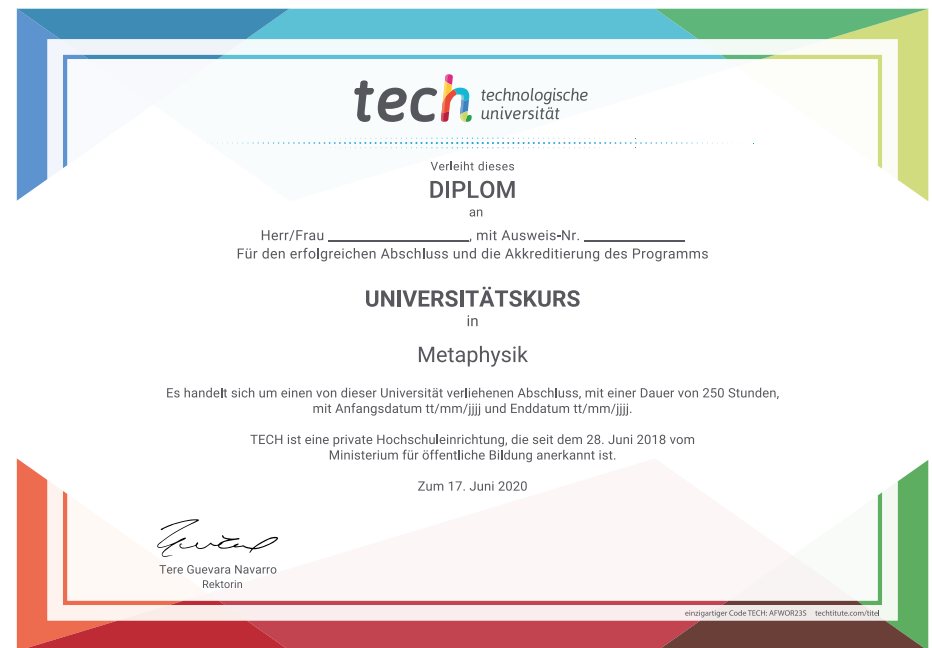 tech technologische
universität
Verleiht dieses
DIPLOM
an
Herr/Frau ____________, mit Ausweis-Nr. ____________
Für den erfolgreichen Abschluss und die Akkreditierung des Programms
UNIVERSITÄTSKURS
in
Metaphysik
Es handelt sich um einen von dieser Universität verliehenen Abschluss, mit einer Dauer von 250 Stunden,
mit Anfangsdatum tt/mm/jjjj und Enddatum tt/mm/jjjj.
TECH ist eine private Hochschuleinrichtung, die seit dem 28. Juni 2018 vom
Ministerium für öffentliche Bildung anerkannt ist.
Zum 17. Juni 2020
Tere Guevara Navarro
Rektorin
einzigartiger Code TECH: AFWOR23S techtitute.com/titel